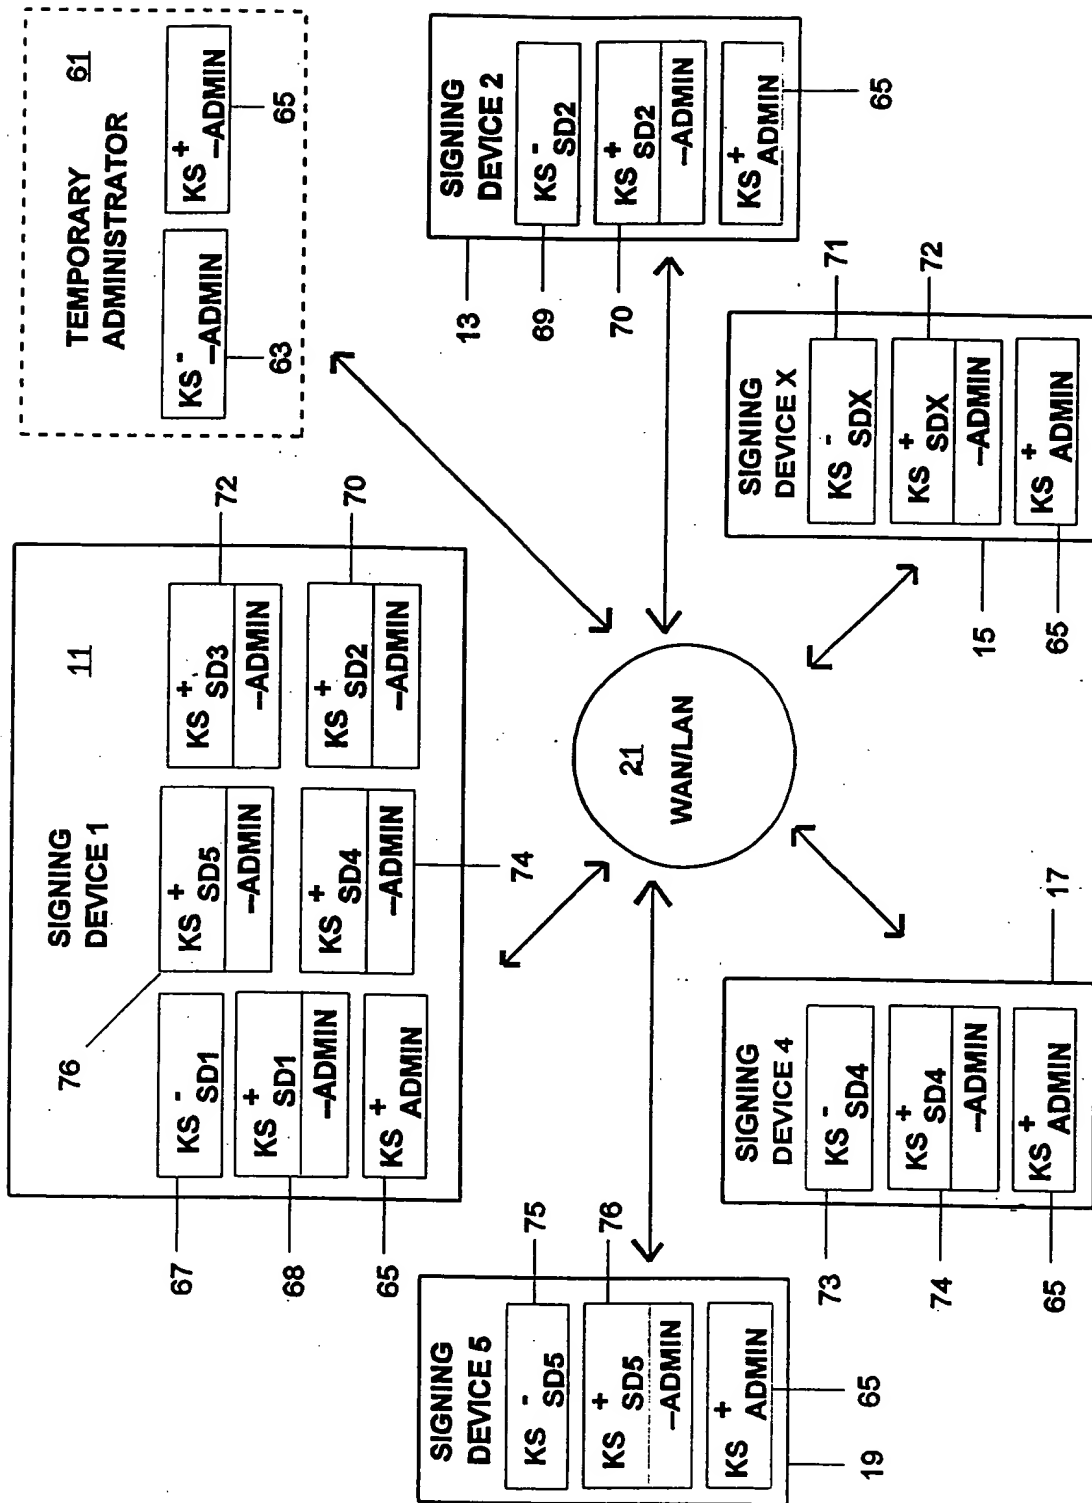 TEMPORARY
ADMINISTRATOR
61
KS - –ADMIN
KS + –ADMIN
63
65
SIGNING
DEVICE 1
11
76
KS - SD1
KS + SD1
–ADMIN
KS + ADMIN
67
68
65
KS + SD5
–ADMIN
KS + SD4
–ADMIN
74
KS + SD3
–ADMIN
KS + SD2
–ADMIN
72
70
SIGNING
DEVICE 2
KS - SD2
KS + SD2
–ADMIN
KS + ADMIN
13
69
70
65
21
WAN/LAN
SIGNING
DEVICE 5
KS - SD5
KS + SD5
–ADMIN
KS + ADMIN
75
76
65
19
SIGNING
DEVICE 4
KS - SD4
KS + SD4
–ADMIN
KS + ADMIN
17
73
74
65
SIGNING
DEVICE X
KS - SDX
KS + SDX
–ADMIN
KS + ADMIN
71
72
15
65